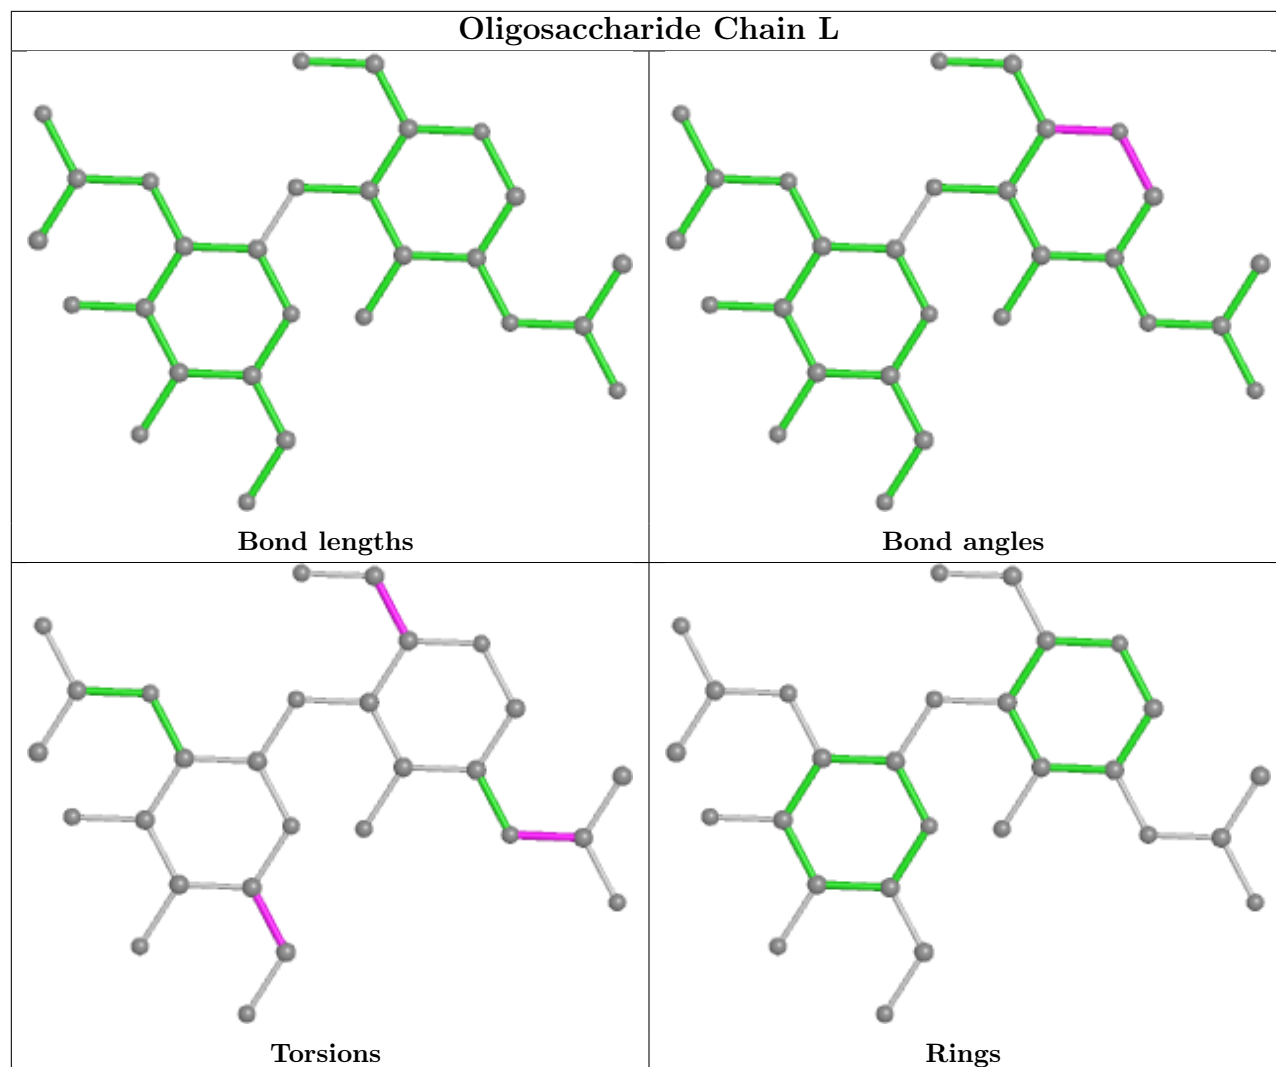 Oligosaccharide Chain L
Bond lengths
Bond angles
Torsions
Rings